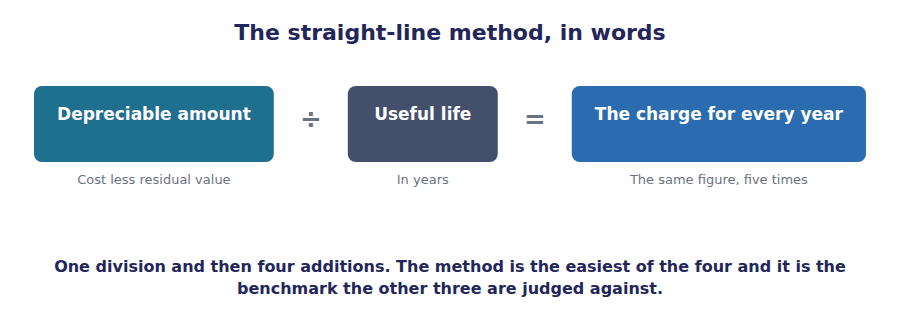 The straight-line method, in words
Depreciable amount ÷ Useful life = The charge for every year
Cost less residual value In years The same figure, five times
One division and then four additions. The method is the easiest of the four and it is the
benchmark the other three are judged against.